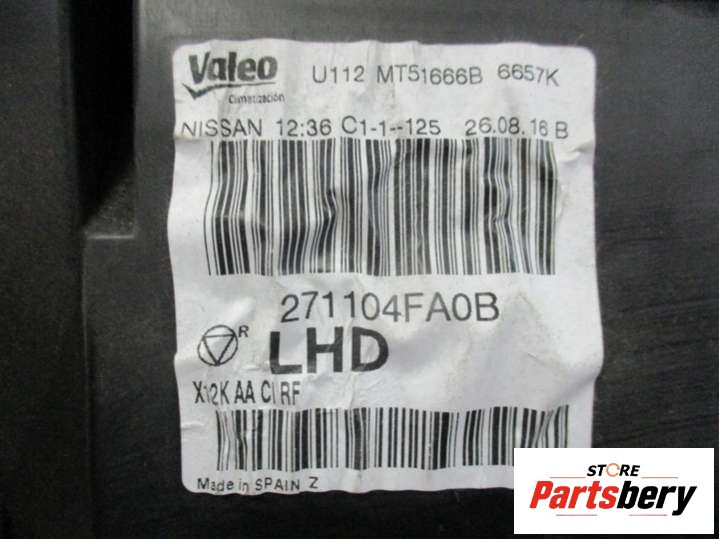 Valeo U112 MT51666B 6657K
Climatización
NISSAN 12:36 C1-1--125 26.08.16 B
271104FA0B
R
LHD
X12K AA CI RF
Made in SPAIN Z
STORE
Partsbery